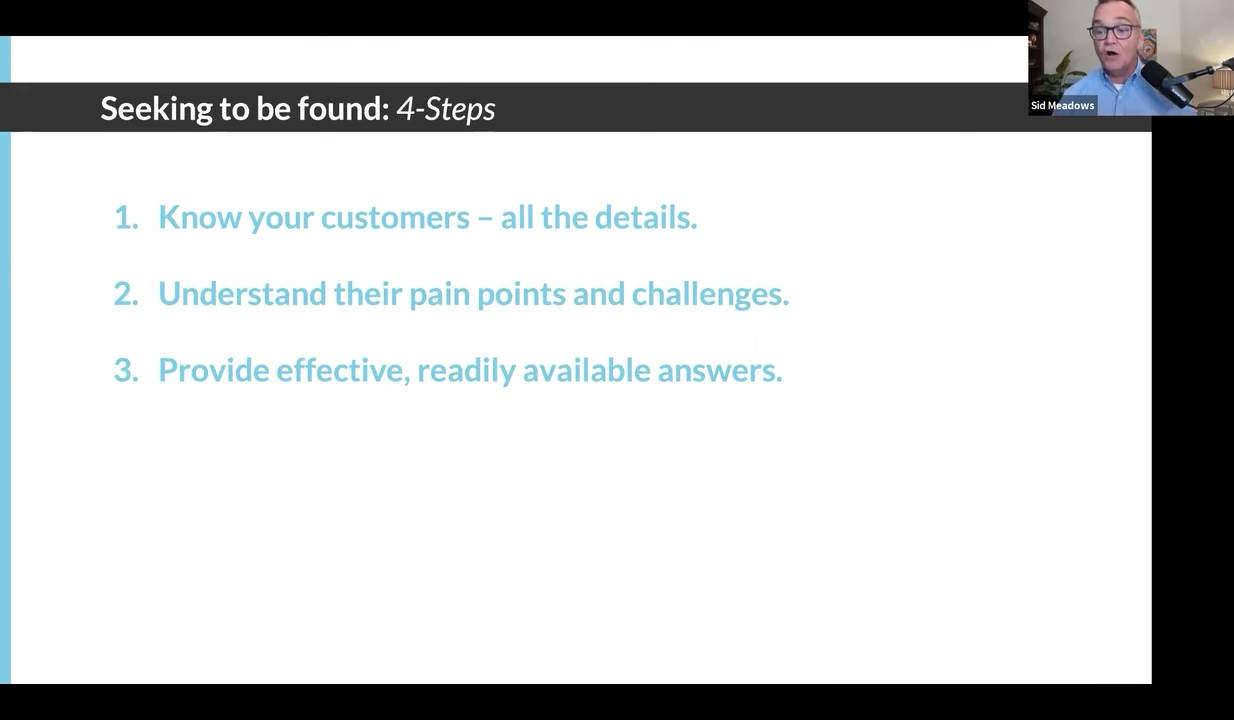 Seeking to be found: 4-Steps
Sid Meadows
1. Know your customers – all the details.
2. Understand their pain points and challenges.
3. Provide effective, readily available answers.